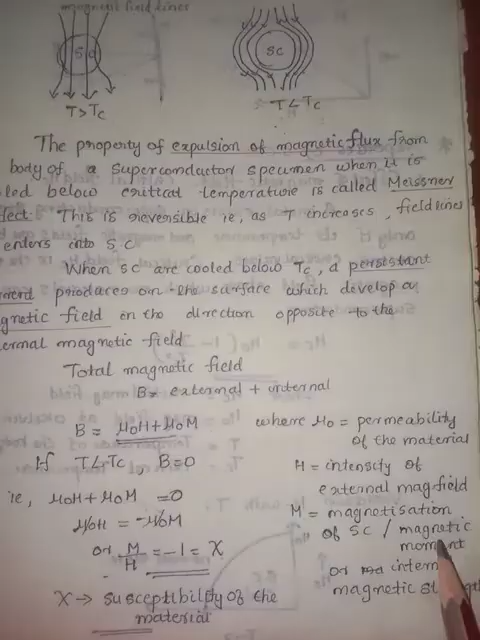 magnetic field lines
SC
SC
T>Tc
T<Tc
The property of expulsion of magnetic flux from
body of a superconductor specimen when it is
led below critical temperature is called Meissner
fect. This is reversible ie, as T increases, field lines
enters into S.C
When SC are cooled below Tc, a persistant
produces on the surface which develop a
gnetic field in the direction opposite to the
ernal magnetic field
Total magnetic field
B = external + internal
B = μ0H + μ0M
where μ0 = permeability
of the material
If T<Tc, B=0
H = intensity of
external mag. field
ie, μ0H + μ0M = 0
M = magnetisation
μ0H = -μ0M
of SC / magnetic
moment
or M/H = -1 = χ
or intern
magnetic st
χ → susceptibility of the
material